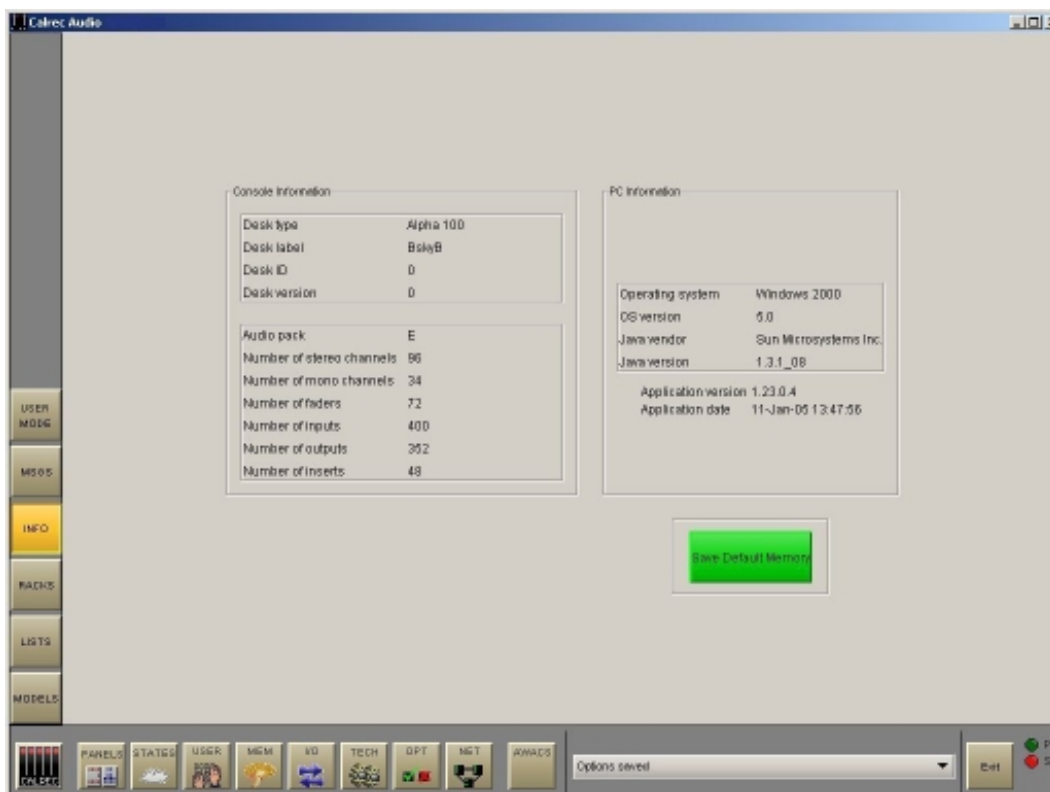 Calrec Audio
Console Information
Desk type Alpha 100
Desk label BskyB
Desk ID 0
Desk version 0
Audio pack E
Number of stereo channels 96
Number of mono channels 34
Number of faders 72
Number of inputs 400
Number of outputs 352
Number of inserts 48
PC Information
Operating system Windows 2000
OS version 5.0
Java vendor Sun Microsystems Inc.
Java version 1.3.1_08
Application version 1.23.0.4
Application date 11-Jan-05 13:47:56
Save Default Memory
USER
MODE
MSGS
INFO
RACKS
LISTS
MODELS
CALREC
PANELS
STATES
USER
MEM
I/O
TECH
OPT
NET
AWACS
Options saved
Exit
P
S